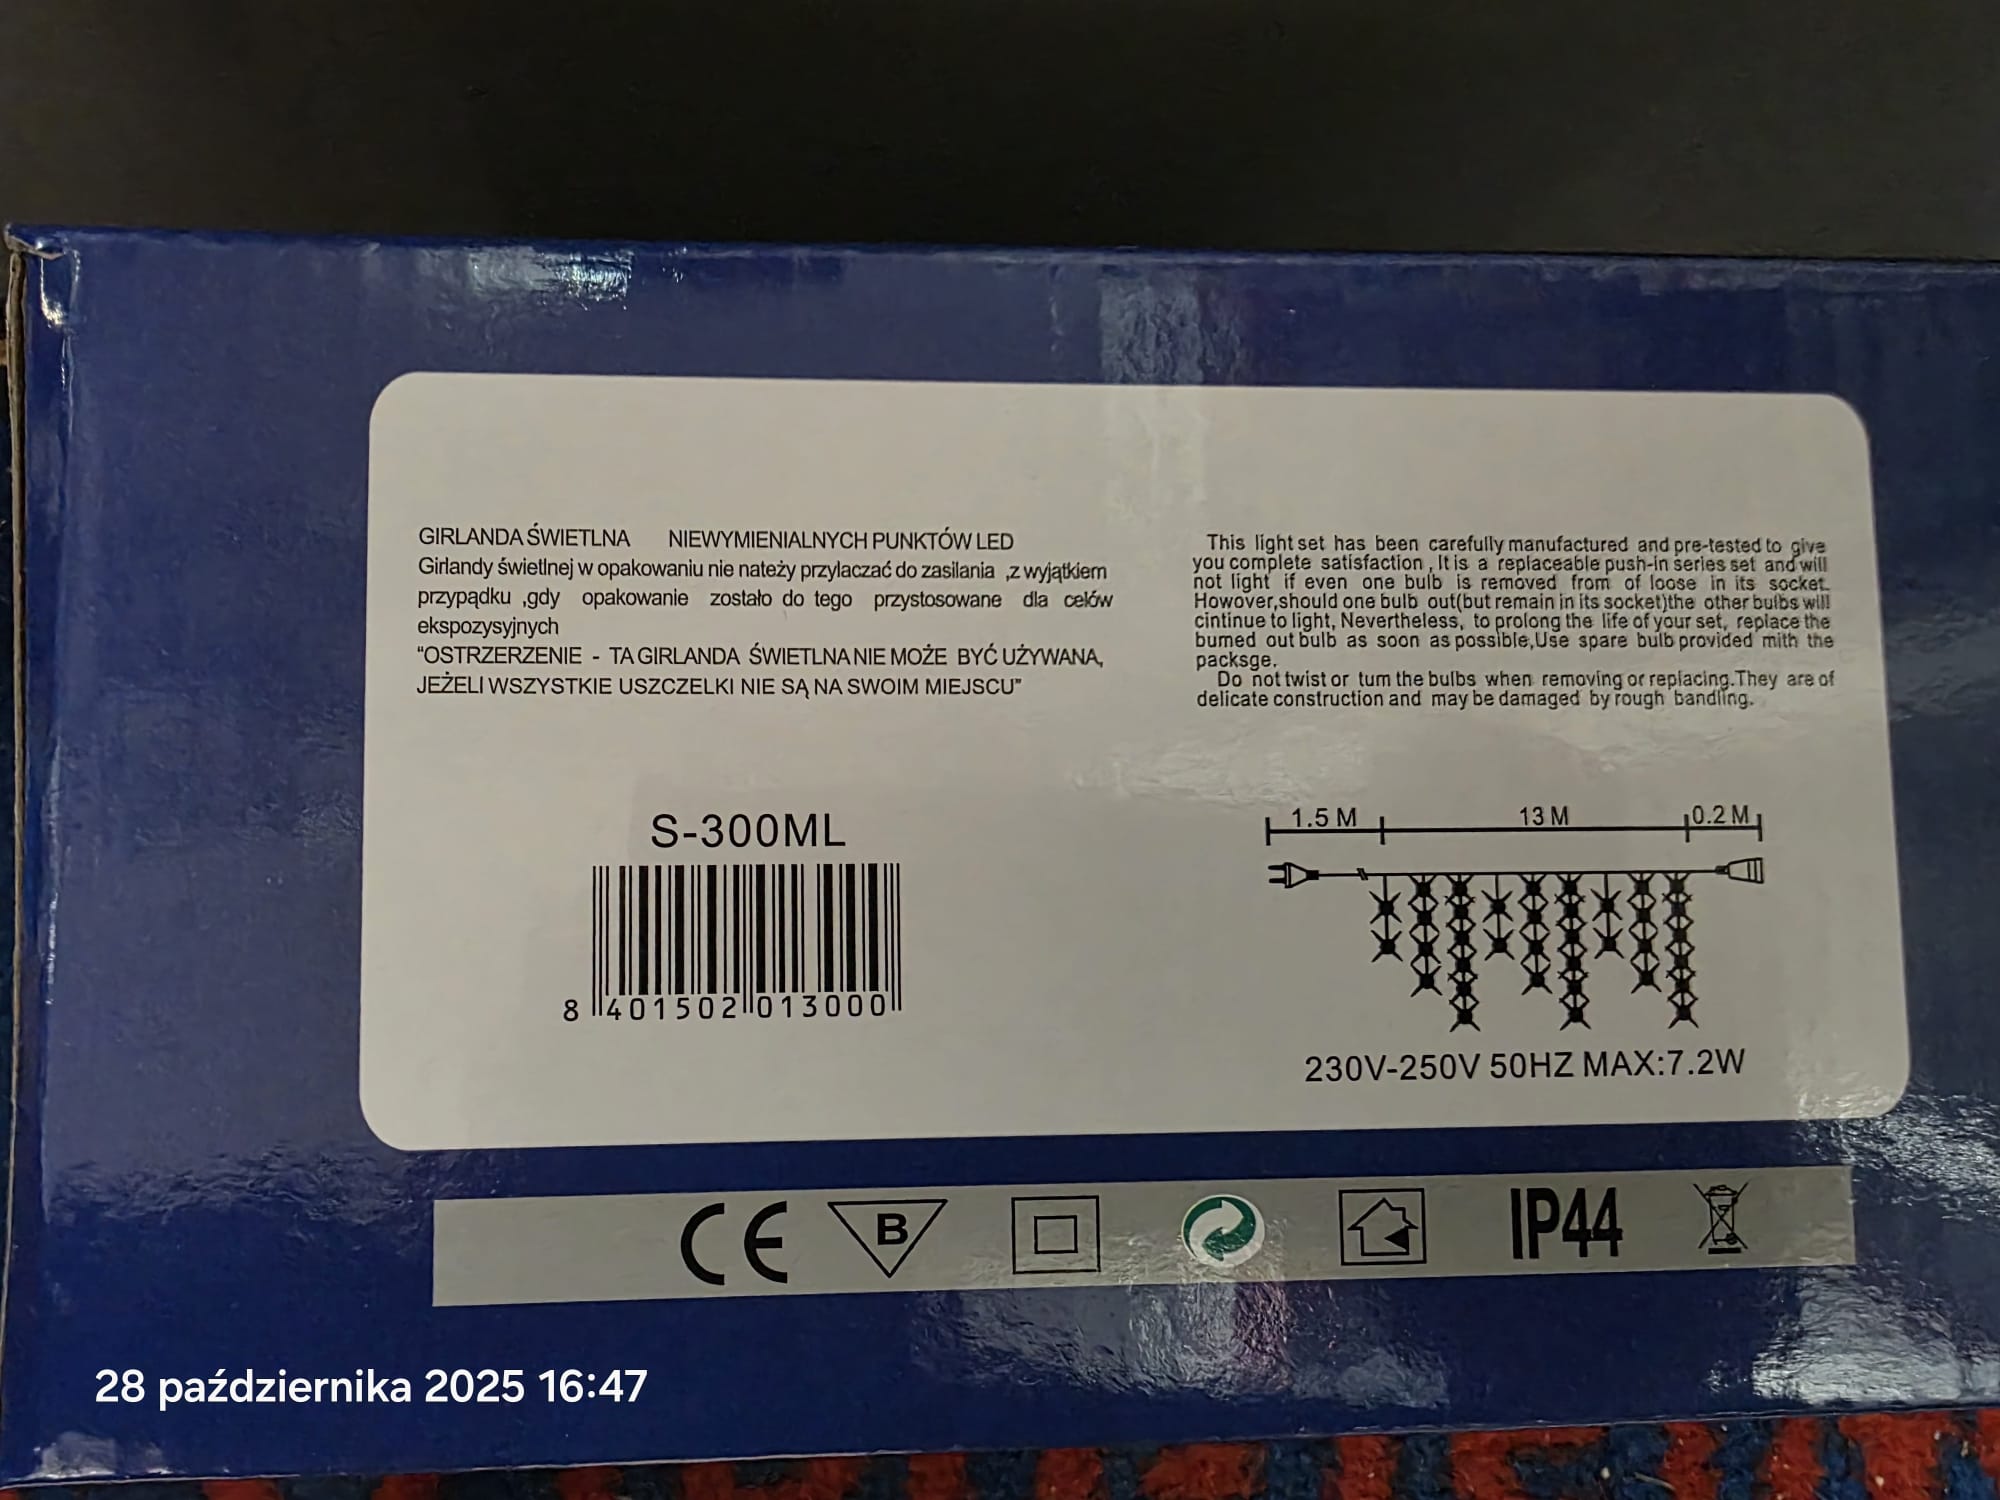 GIRLANDA ŚWIETLNA NIEWYMIENIALNYCH PUNKTÓW LED
Girlandy świetlnej w opakowaniu nie nateży przylaczać do zasilania ,z wyjątkiem
przypądku ,gdy opakowanie zostało do tego przystosowane dla celów
ekspozysyjnych
“OSTRZERZENIE - TA GIRLANDA ŚWIETLNA NIE MOŻE BYĆ UŻYWANA,
JEŻELI WSZYSTKIE USZCZELKI NIE SĄ NA SWOIM MIEJSCU”
This light set has been carefully manufactured and pre-tested to give
you complete satisfaction , It is a replaceable push-in series set and will
not light if even one bulb is removed from of loose in its socket.
Howover,should one bulb out(but remain in its socket)the other bulbs will
cintinue to light, Nevertheless, to prolong the life of your set, replace the
bumed out bulb as soon as possible,Use spare bulb provided mith the
packsge.
Do not twist or tum the bulbs when removing or repiacing.They are of
delicate construction and may be damaged by rough bandling.
S-300ML
8 401502 013000
1.5 M 13 M 0.2 M
230V-250V 50HZ MAX:7.2W
CE B IP44
28 października 2025 16:47